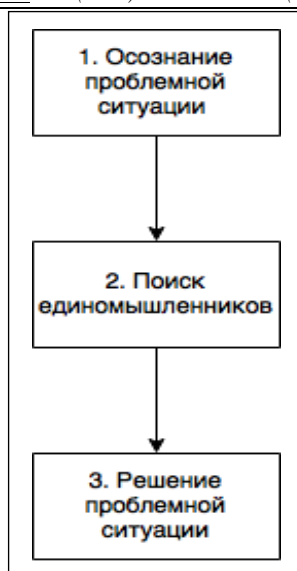 1. Осознание
проблемной
ситуации
2. Поиск
единомышленников
3. Решение
проблемной
ситуации